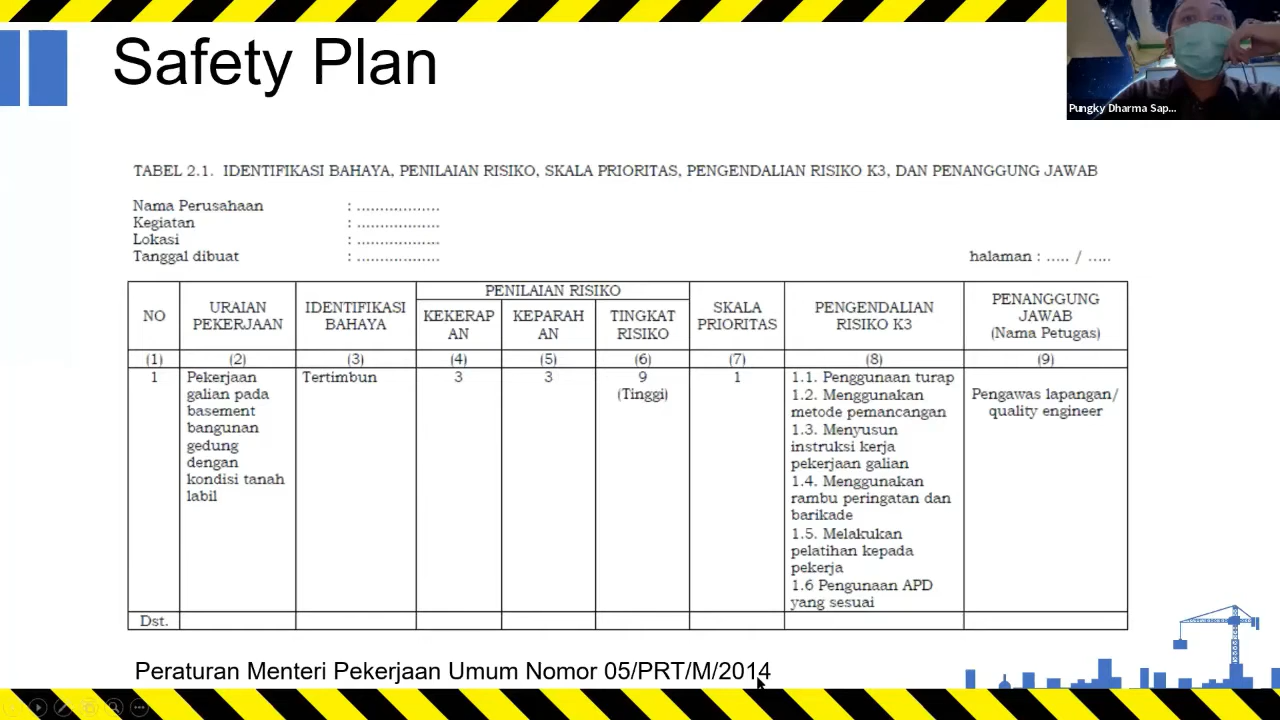 Safety Plan
Pungky Dharma Sap...
TABEL 2.1. IDENTIFIKASI BAHAYA, PENILAIAN RISIKO, SKALA PRIORITAS, PENGENDALIAN RISIKO K3, DAN PENANGGUNG JAWAB
Nama Perusahaan : ..................
Kegiatan : ..................
Lokasi : ..................
Tanggal dibuat : ..................
halaman : ..... / .....
NO
URAIAN
PEKERJAAN
IDENTIFIKASI
BAHAYA
PENILAIAN RISIKO
KEKERAP
AN
KEPARAH
AN
TINGKAT
RISIKO
SKALA
PRIORITAS
PENGENDALIAN
RISIKO K3
PENANGGUNG
JAWAB
(Nama Petugas)
(1) (2) (3) (4) (5) (6) (7) (8) (9)
1
Pekerjaan
galian pada
basement
bangunan
gedung
dengan
kondisi tanah
labil
Tertimbun
3
3
9
(Tinggi)
1
1.1. Penggunaan turap
1.2. Menggunakan
metode pemancangan
1.3. Menyusun
instruksi kerja
pekerjaan galian
1.4. Menggunakan
rambu peringatan dan
barikade
1.5. Melakukan
pelatihan kepada
pekerja
1.6 Pengunaan APD
yang sesuai
Pengawas lapangan/
quality engineer
Dst.
Peraturan Menteri Pekerjaan Umum Nomor 05/PRT/M/2014